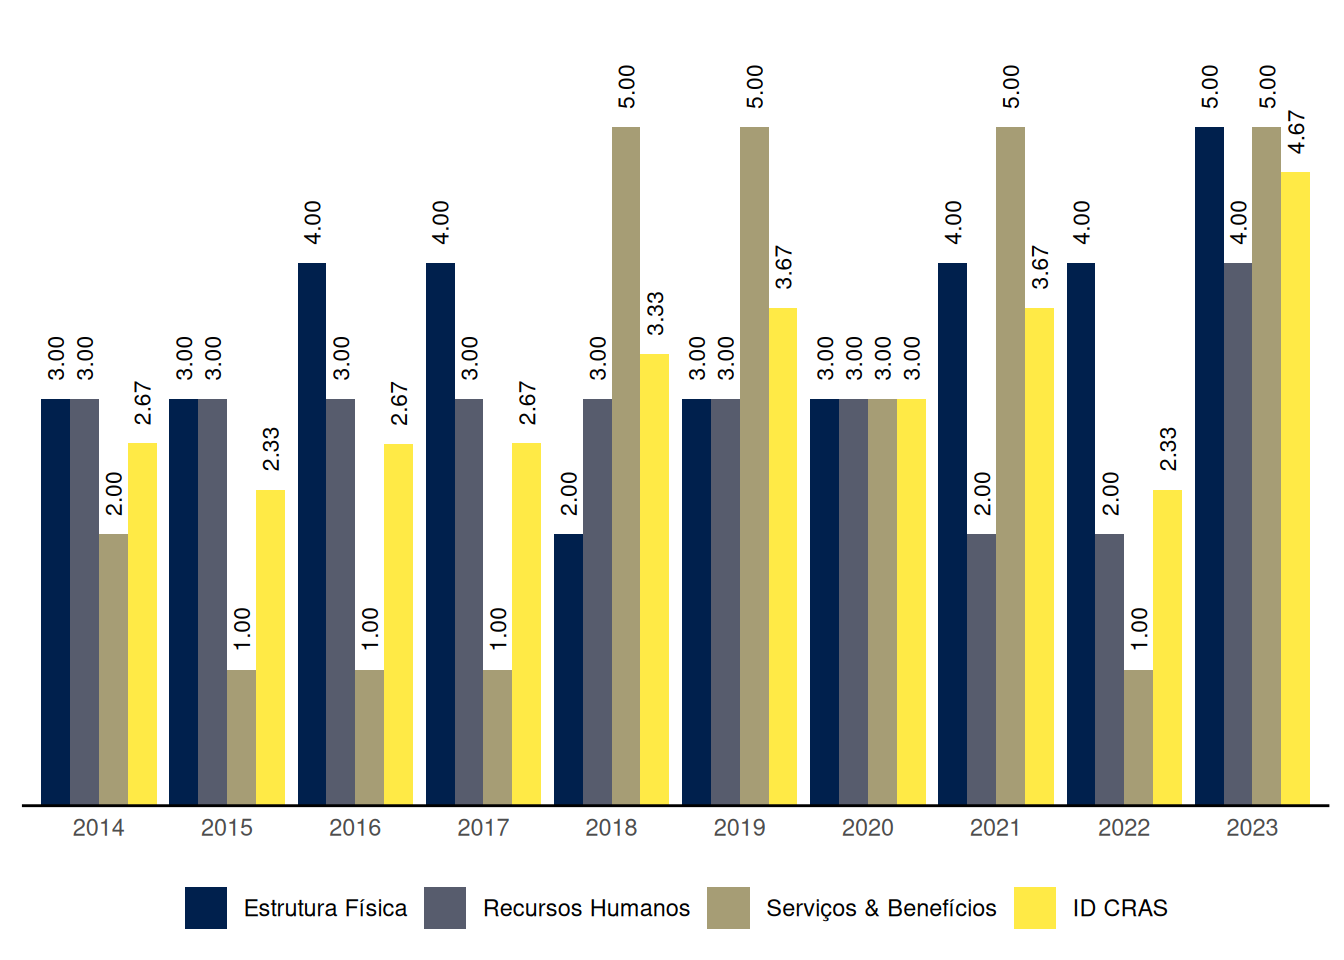 3.00 3.00 2.00 2.67
3.00 3.00 1.00 2.33
4.00 3.00 1.00 2.67
4.00 3.00 1.00 2.67
2.00 3.00 5.00 3.33
3.00 3.00 5.00 3.67
3.00 3.00 3.00 3.00
4.00 2.00 5.00 3.67
4.00 2.00 1.00 2.33
5.00 4.00 5.00 4.67
2014 2015 2016 2017 2018 2019 2020 2021 2022 2023
Estrutura Física Recursos Humanos Serviços & Benefícios ID CRAS